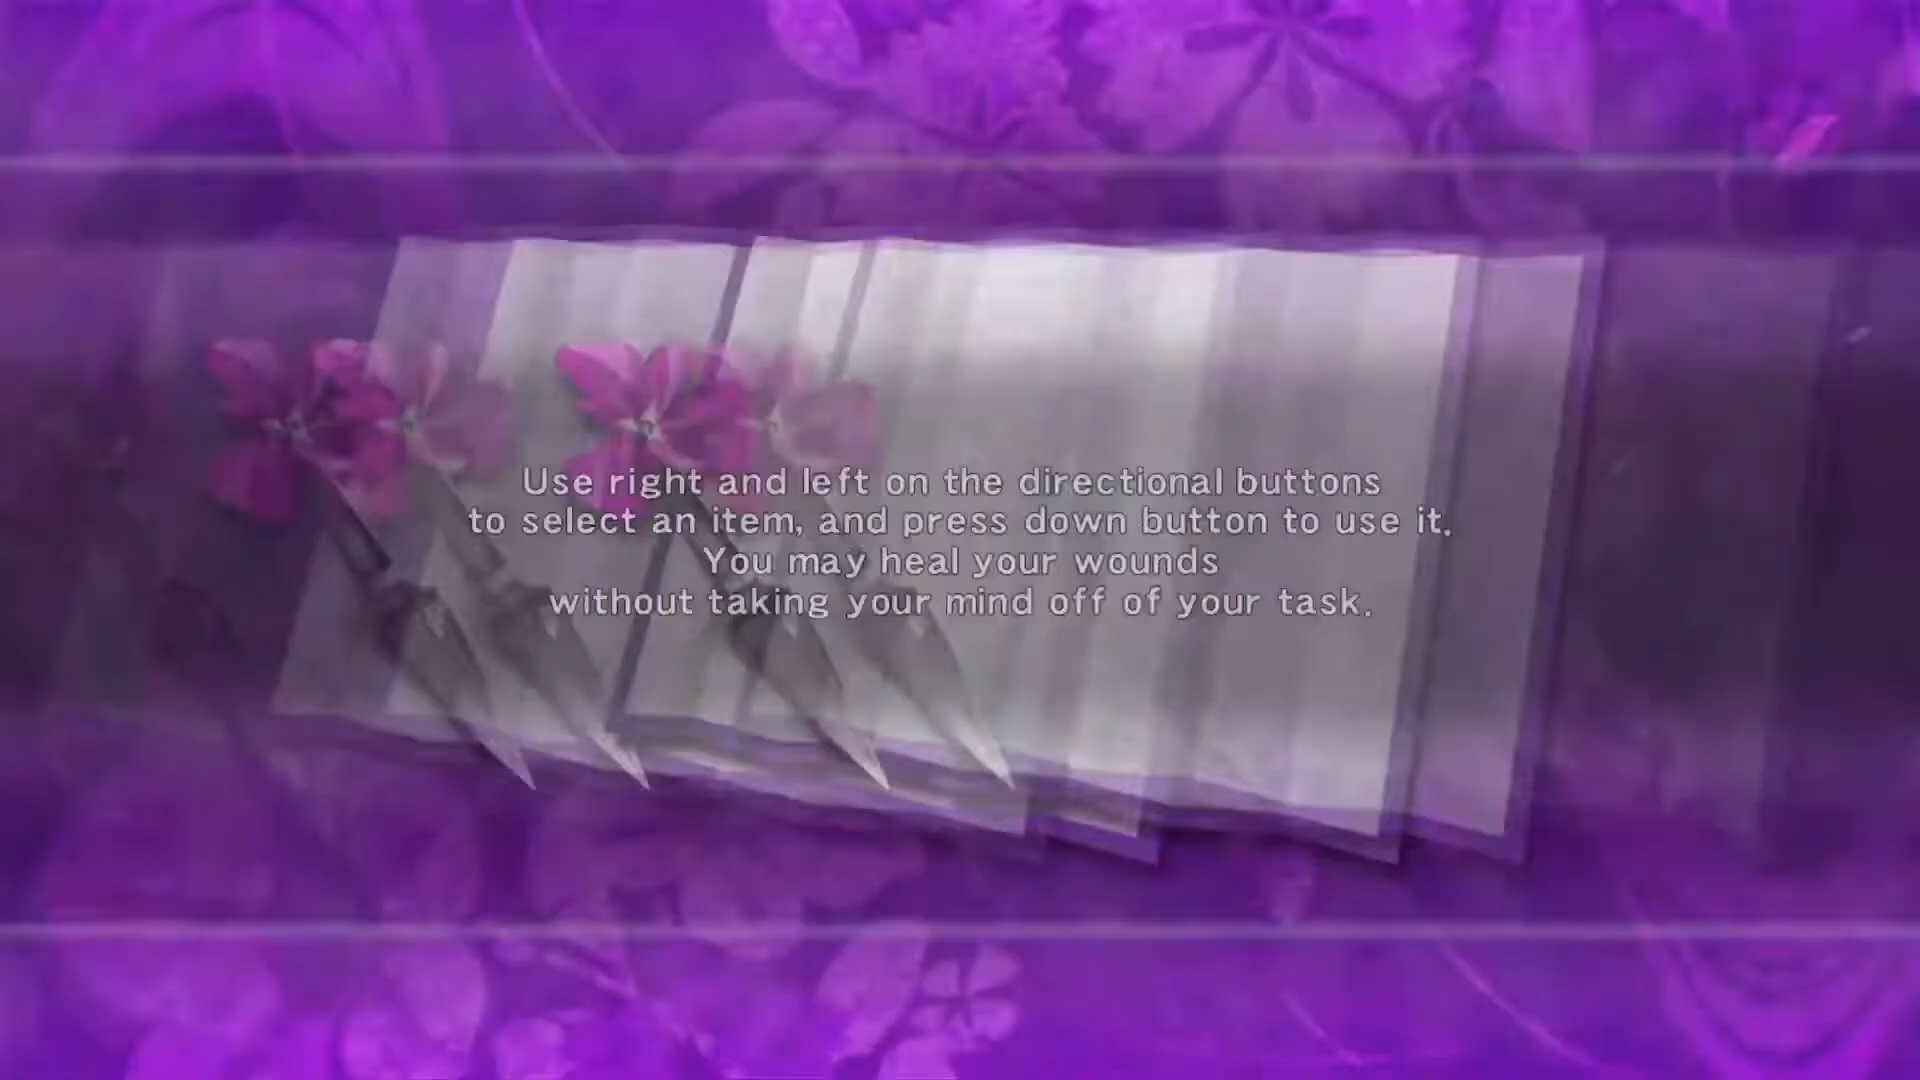 Use right and left on the directional buttons
to select an item, and press down button to use it.
You may heal your wounds
without taking your mind off of your task.